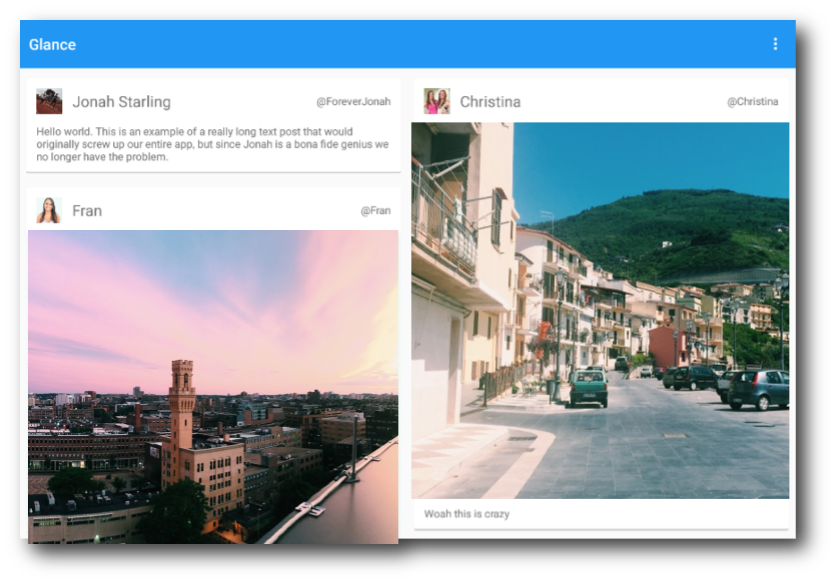 Glance
Jonah Starling
@ForeverJonah
Hello world. This is an example of a really long text post that would
originally screw up our entire app, but since Jonah is a bona fide genius we
no longer have the problem.
Fran
@Fran
Christina
@Christina
Woah this is crazy